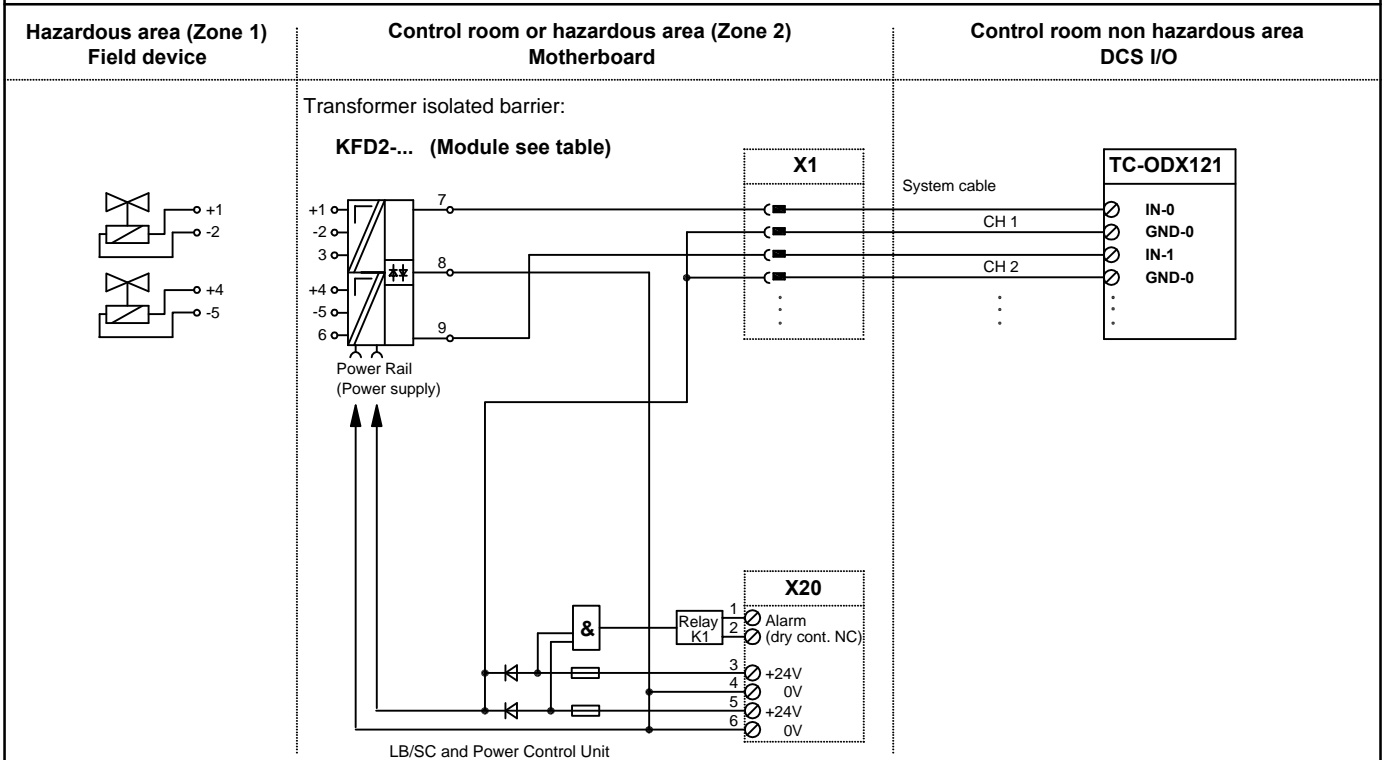 Hazardous area (Zone 1)
Field device
Control room or hazardous area (Zone 2)
Motherboard
Control room non hazardous area
DCS I/O
Transformer isolated barrier:
KFD2-... (Module see table)
X1
System cable
TC-ODX121
+1
-2
+4
-5
+1
-2
3
+4
-5
6
7
8
9
CH 1
CH 2
IN-0
GND-0
IN-1
GND-0
Power Rail
(Power supply)
X20
&
Relay
K1
1
2
Alarm
(dry cont. NC)
3
+24V
4
0V
5
+24V
6
0V
LB/SC and Power Control Unit